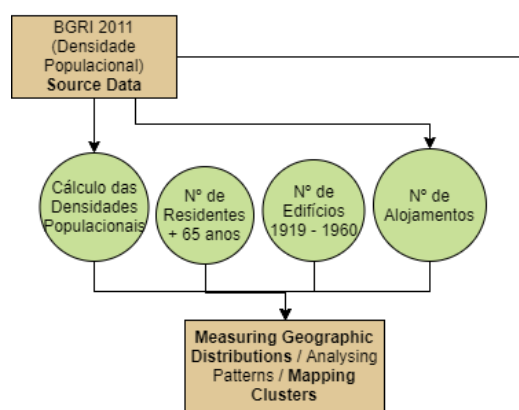 BGRI 2011
(Densidade
Populacional)
Source Data
Cálculo das
Densidades
Populacionais
Nº de
Residentes
+ 65 anos
Nº de
Edifícios
1919 - 1960
Nº de
Alojamentos
Measuring Geographic
Distributions / Analysing
Patterns / Mapping
Clusters